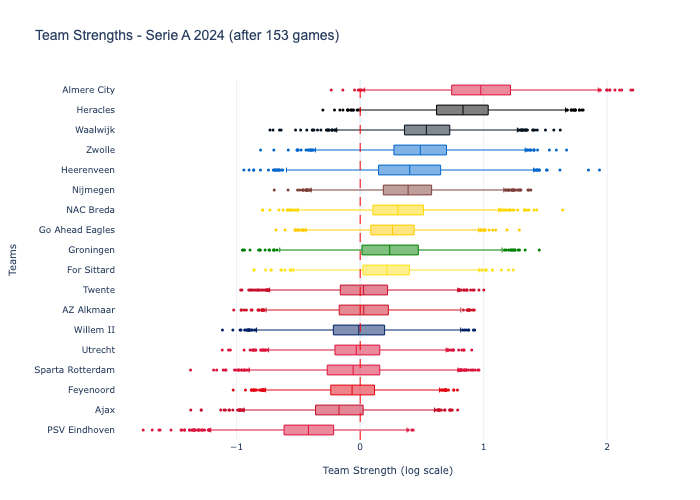 Team Strengths - Serie A 2024 (after 153 games)
Almere City
Heracles
Waalwijk
Zwolle
Heerenveen
Nijmegen
NAC Breda
Go Ahead Eagles
Groningen
For Sittard
Twente
AZ Alkmaar
Willem II
Utrecht
Sparta Rotterdam
Feyenoord
Ajax
PSV Eindhoven
Teams
−1 0 1 2
Team Strength (log scale)